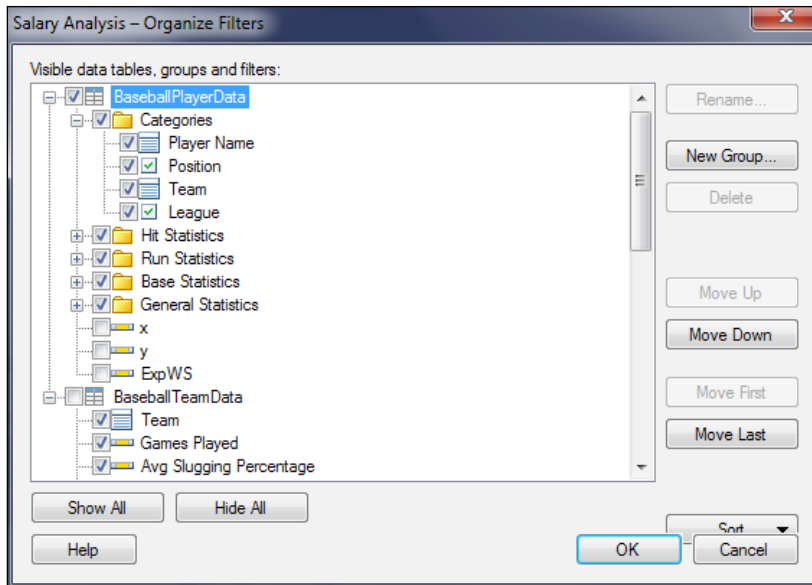 Salary Analysis – Organize Filters
Visible data tables, groups and filters:
BaseballPlayerData
Categories
Player Name
Position
Team
League
Hit Statistics
Run Statistics
Base Statistics
General Statistics
x
y
ExpWS
BaseballTeamData
Team
Games Played
Avg Slugging Percentage
Rename...
New Group...
Delete
Move Up
Move Down
Move First
Move Last
Sort
Show All
Hide All
Help
OK
Cancel